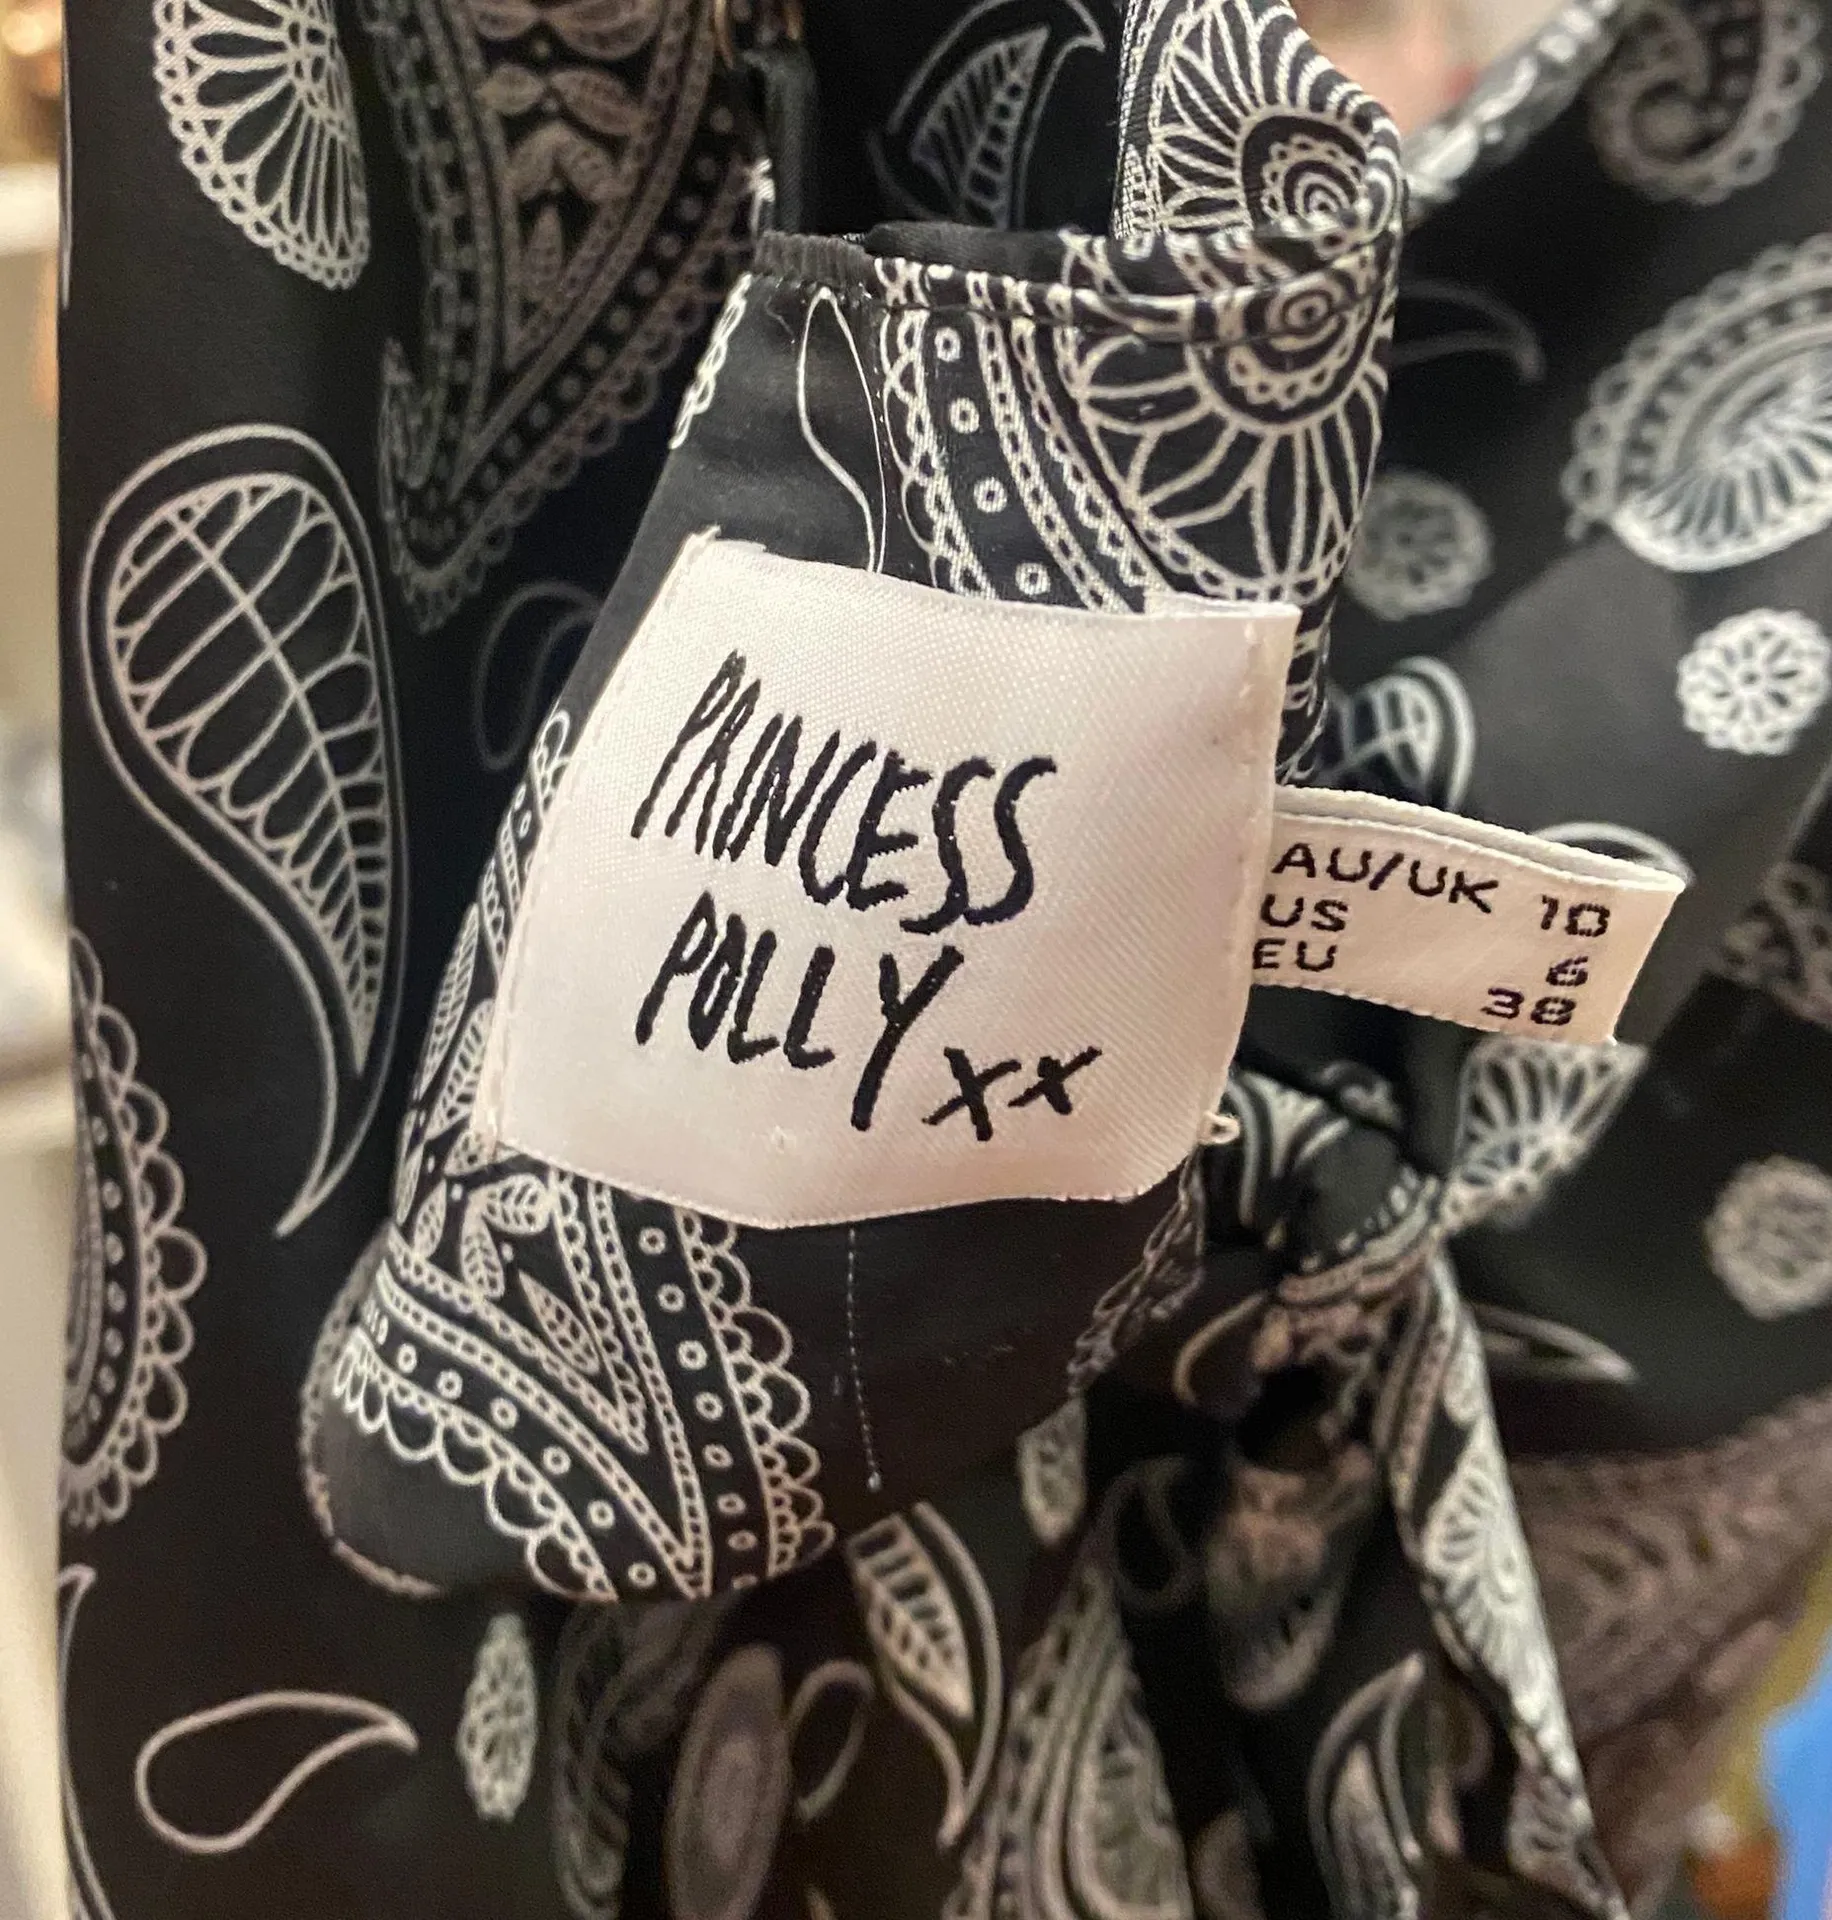 PRINCESS
POLLY xx
AU/UK 10
US 6
EU 38